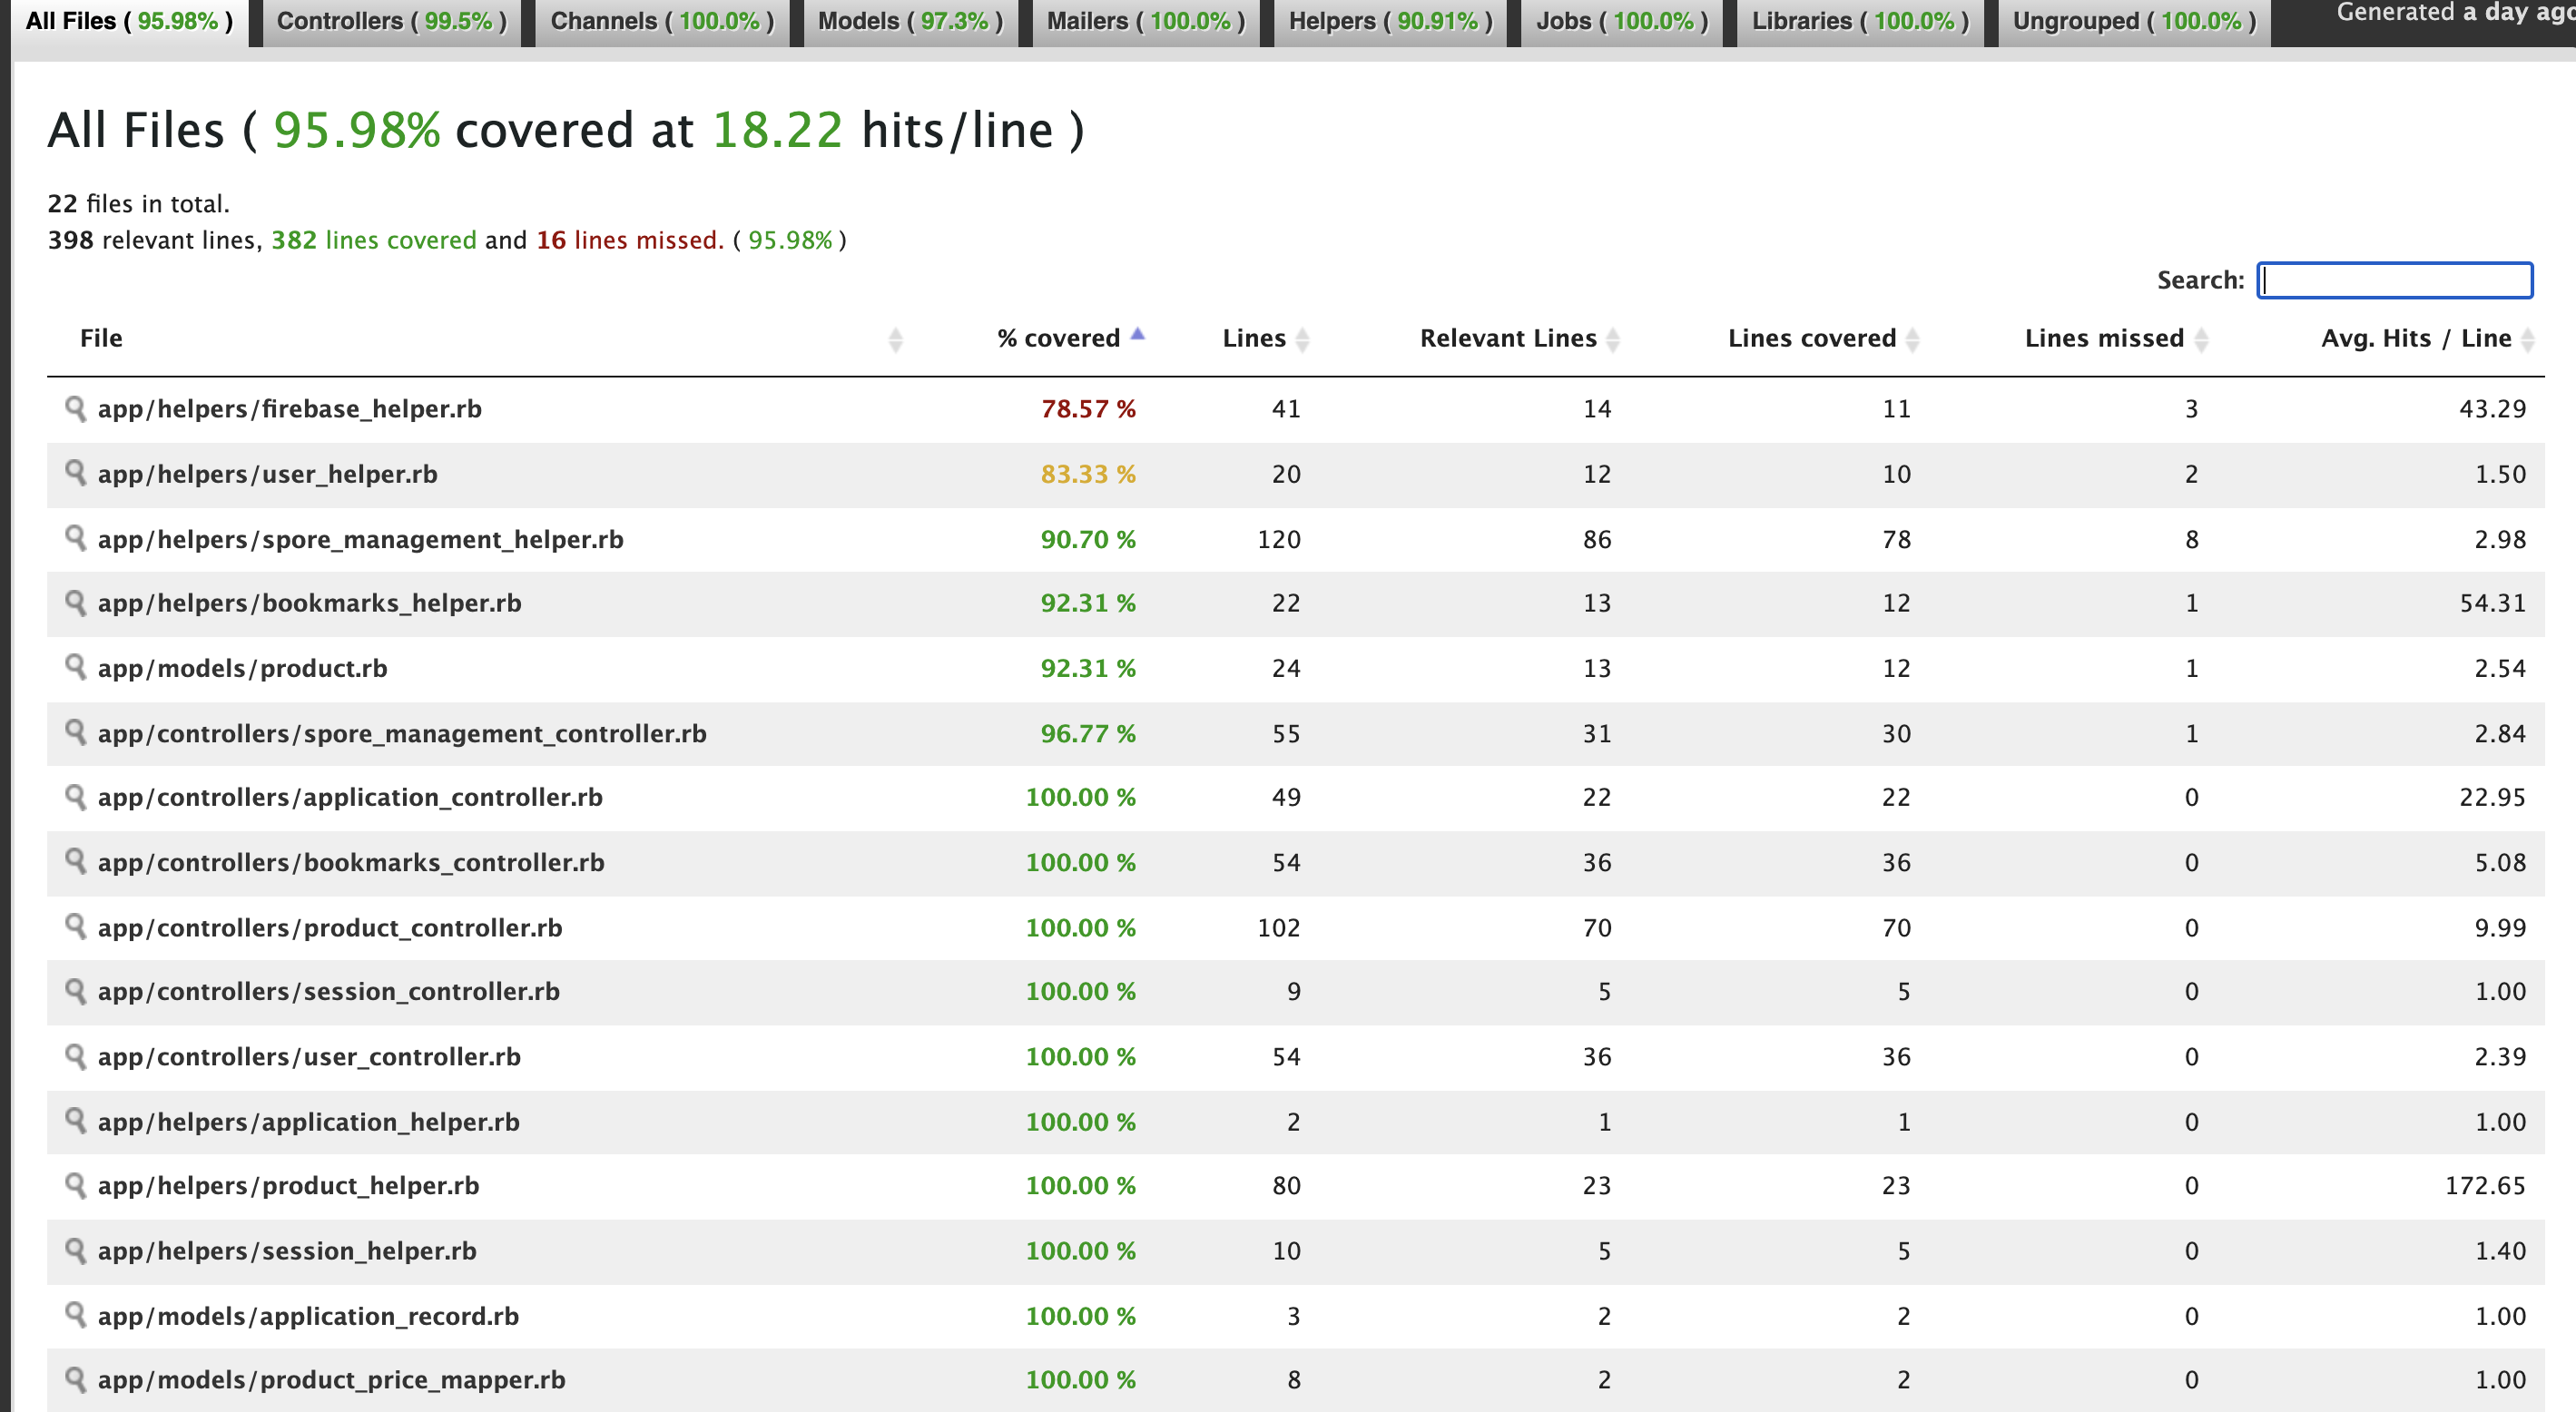 All Files ( 95.98% ) Controllers ( 99.5% ) Channels ( 100.0% ) Models ( 97.3% ) Mailers ( 100.0% ) Helpers ( 90.91% ) Jobs ( 100.0% ) Libraries ( 100.0% ) Ungrouped ( 100.0% ) Generated a day ago
All Files ( 95.98% covered at 18.22 hits/line )
22 files in total.
398 relevant lines, 382 lines covered and 16 lines missed. ( 95.98% )
Search:
File % covered Lines Relevant Lines Lines covered Lines missed Avg. Hits / Line
app/helpers/firebase_helper.rb 78.57 % 41 14 11 3 43.29
app/helpers/user_helper.rb 83.33 % 20 12 10 2 1.50
app/helpers/spore_management_helper.rb 90.70 % 120 86 78 8 2.98
app/helpers/bookmarks_helper.rb 92.31 % 22 13 12 1 54.31
app/models/product.rb 92.31 % 24 13 12 1 2.54
app/controllers/spore_management_controller.rb 96.77 % 55 31 30 1 2.84
app/controllers/application_controller.rb 100.00 % 49 22 22 0 22.95
app/controllers/bookmarks_controller.rb 100.00 % 54 36 36 0 5.08
app/controllers/product_controller.rb 100.00 % 102 70 70 0 9.99
app/controllers/session_controller.rb 100.00 % 9 5 5 0 1.00
app/controllers/user_controller.rb 100.00 % 54 36 36 0 2.39
app/helpers/application_helper.rb 100.00 % 2 1 1 0 1.00
app/helpers/product_helper.rb 100.00 % 80 23 23 0 172.65
app/helpers/session_helper.rb 100.00 % 10 5 5 0 1.40
app/models/application_record.rb 100.00 % 3 2 2 0 1.00
app/models/product_price_mapper.rb 100.00 % 8 2 2 0 1.00